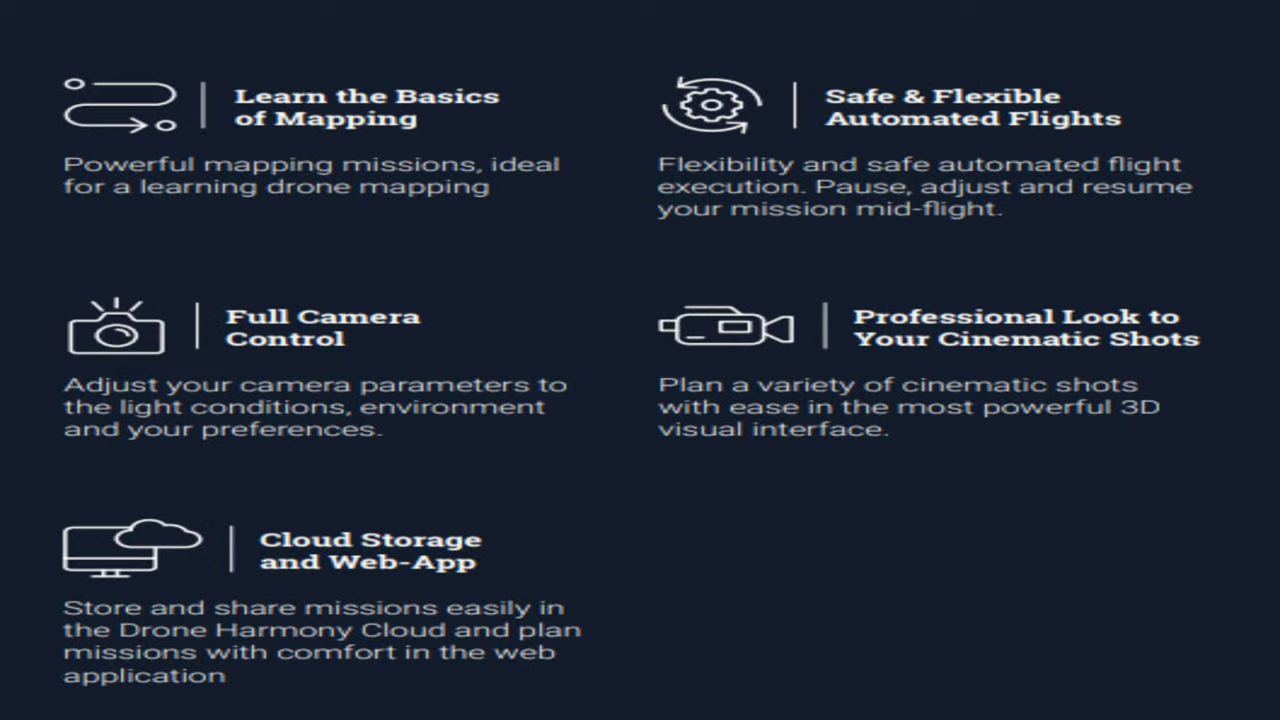 Learn the Basics
of Mapping
Powerful mapping missions, ideal
for a learning drone mapping
Safe & Flexible
Automated Flights
Flexibility and safe automated flight
execution. Pause, adjust and resume
your mission mid-flight.
Full Camera
Control
Adjust your camera parameters to
the light conditions, environment
and your preferences.
Professional Look to
Your Cinematic Shots
Plan a variety of cinematic shots
with ease in the most powerful 3D
visual interface.
Cloud Storage
and Web-App
Store and share missions easily in
the Drone Harmony Cloud and plan
missions with comfort in the web
application